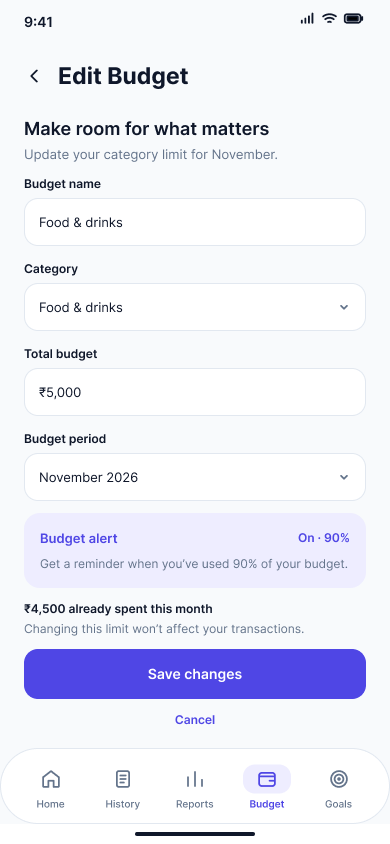 9:41
Edit Budget
Make room for what matters
Update your category limit for November.
Budget name
Food & drinks
Category
Food & drinks
Total budget
₹5,000
Budget period
November 2026
Budget alert On · 90%
Get a reminder when you've used 90% of your budget.
₹4,500 already spent this month
Changing this limit won't affect your transactions.
Save changes
Cancel
Home History Reports Budget Goals